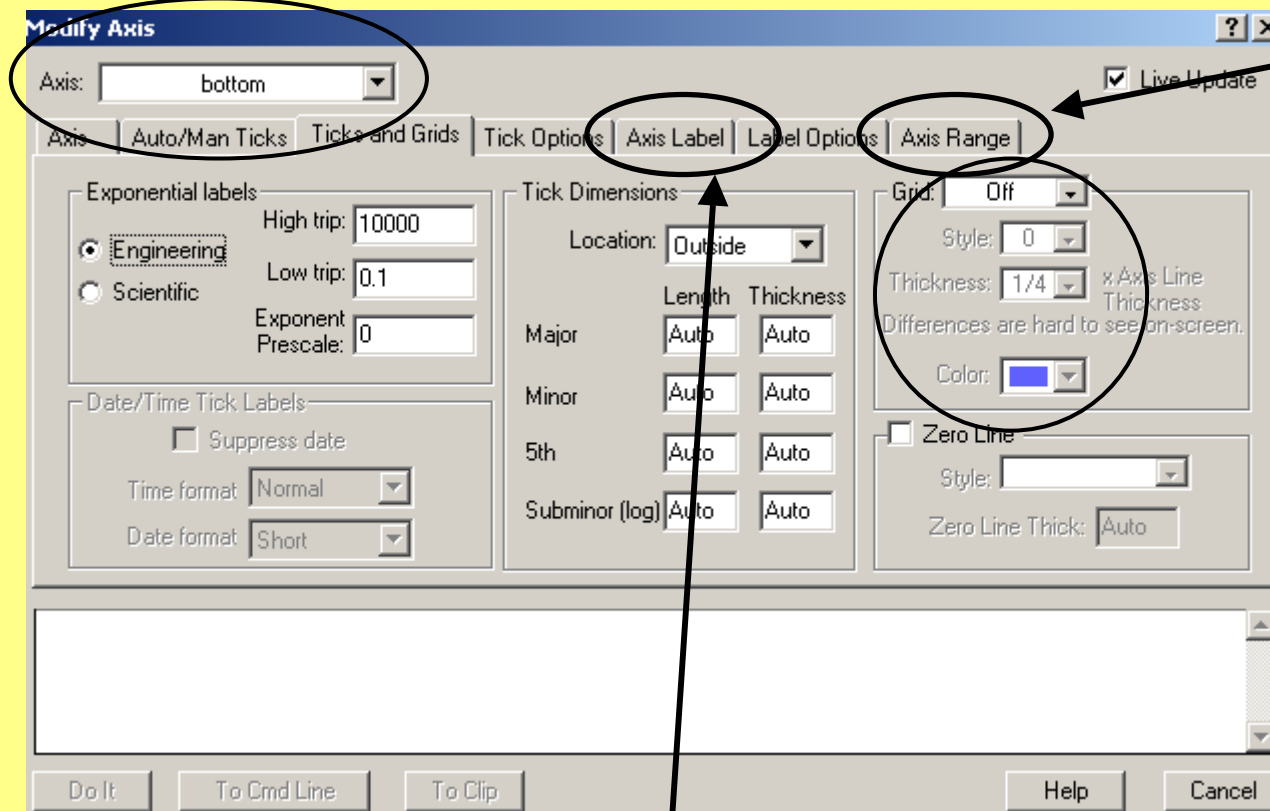 Modify Axis
Axis: bottom
Live Update
Axis Auto/Man Ticks Ticks and Grids Tick Options Axis Label Label Options Axis Range
Exponential labels
High trip: 10000
Engineering
Low trip: 0.1
Scientific
Exponent
Prescale: 0
Date/Time Tick Labels
Suppress date
Time format Normal
Date format Short
Tick Dimensions
Location: Outside
Length Thickness
Major Auto Auto
Minor Auto Auto
5th Auto Auto
Subminor (log) Auto Auto
Grid: Off
Style: 0
Thickness: 1/4 x Axis Line
Thickness
Differences are hard to see on-screen.
Color:
Zero Line
Style:
Zero Line Thick: Auto
Do It To Cmd Line To Clip Help Cancel